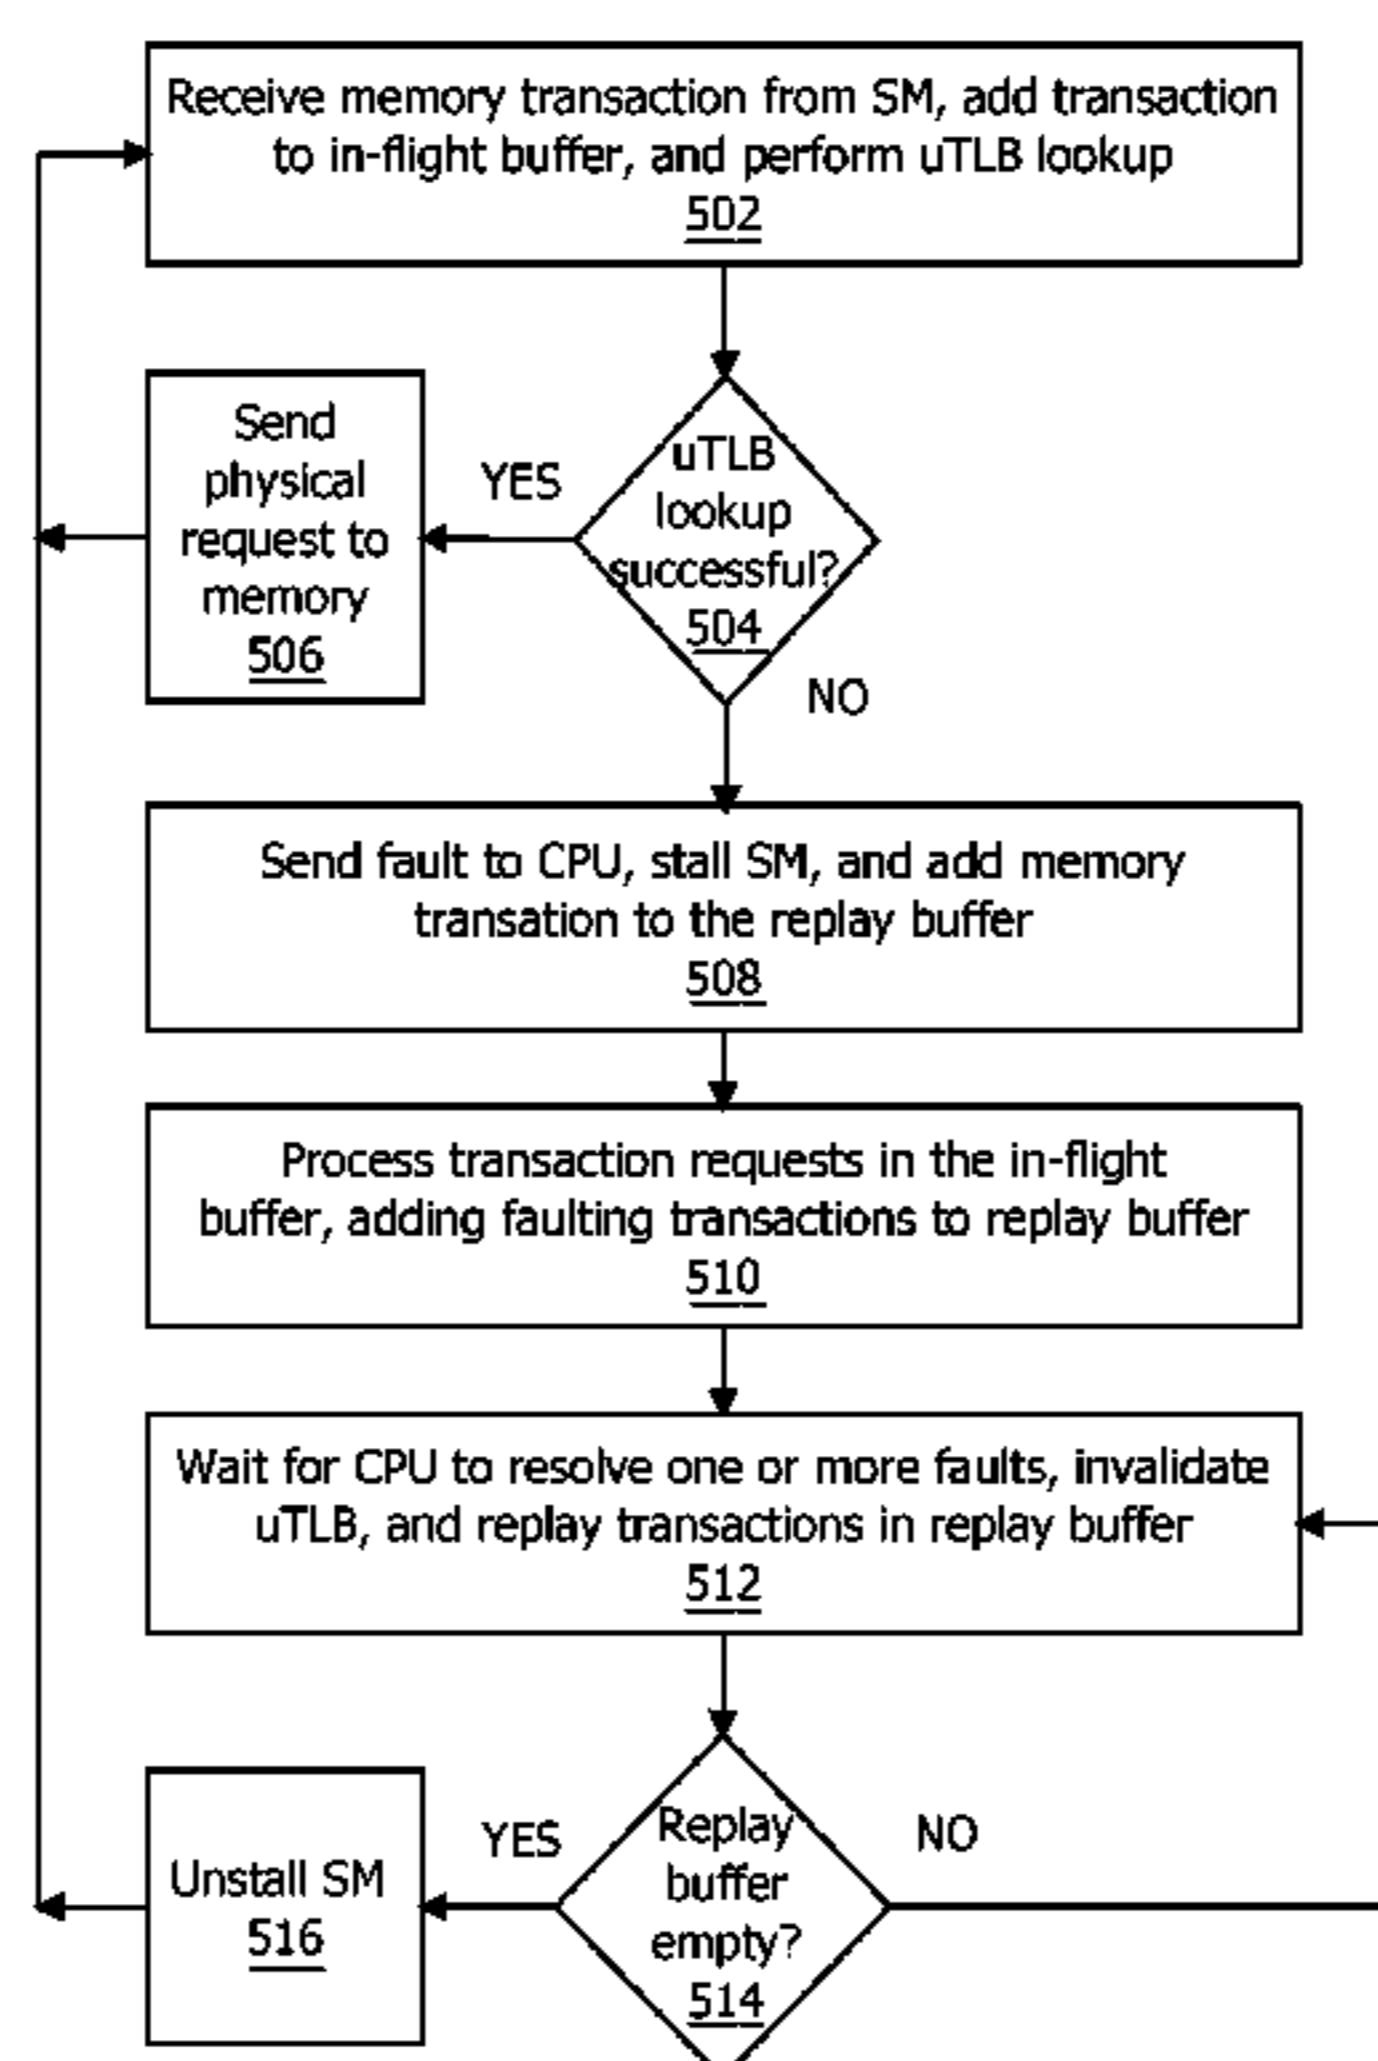 Receive memory transaction from SM, add transaction
to in-flight buffer, and perform uTLB lookup
502
Send
physical
request to
memory
506
YES
uTLB
lookup
successful?
504
NO
Send fault to CPU, stall SM, and add memory
transation to the replay buffer
508
Process transaction requests in the in-flight
buffer, adding faulting transactions to replay buffer
510
Wait for CPU to resolve one or more faults, invalidate
uTLB, and replay transactions in replay buffer
512
Unstall SM
516
YES
Replay
buffer
empty?
514
NO